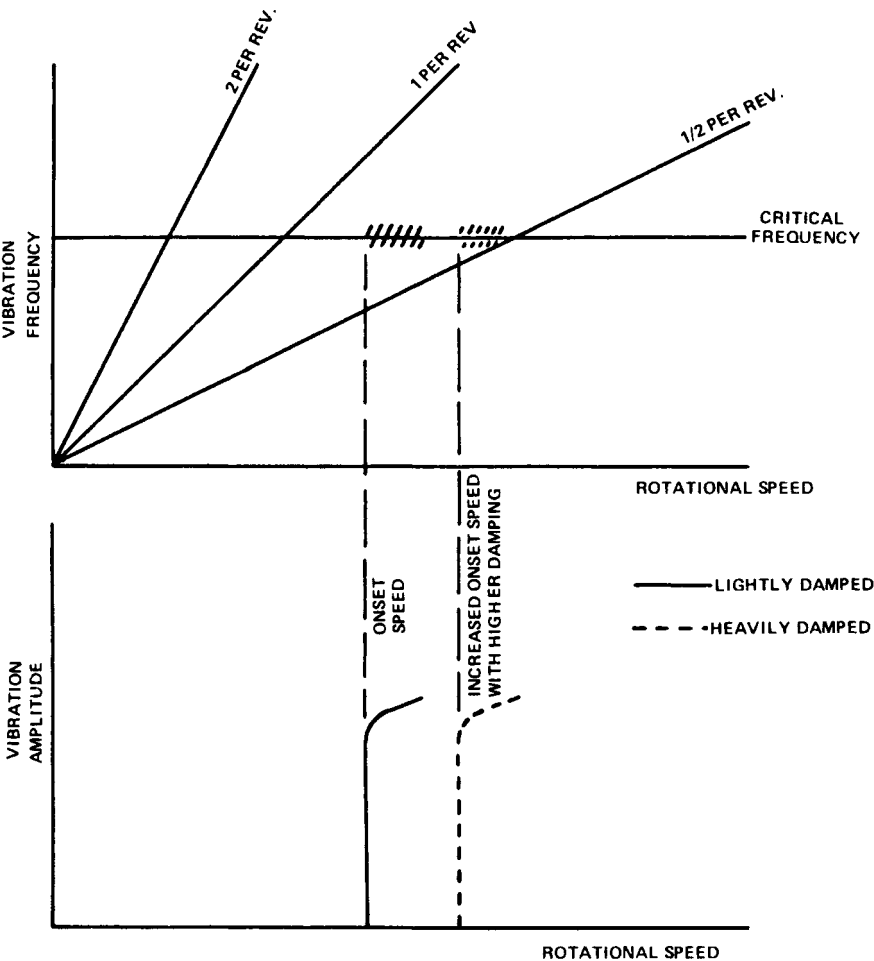 2 PER REV.
1 PER REV
1/2 PER REV.
CRITICAL
FREQUENCY
VIBRATION
FREQUENCY
ROTATIONAL SPEED
ONSET
SPEED
INCREASED ONSET SPEED
WITH HIGHER DAMPING
LIGHTLY DAMPED
HEAVILY DAMPED
VIBRATION
AMPLITUDE
ROTATIONAL SPEED